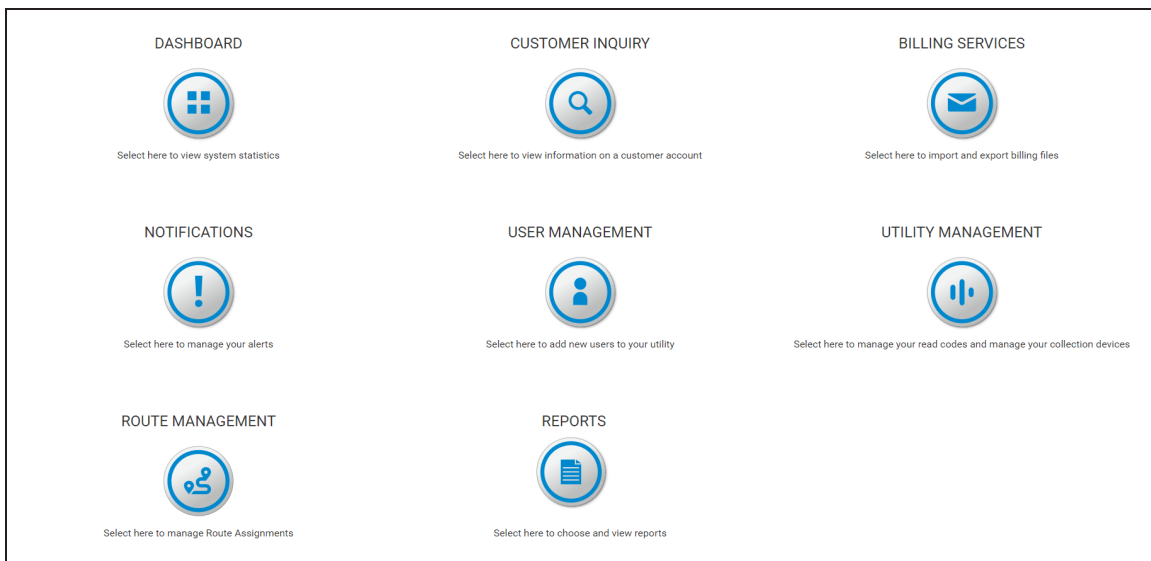 DASHBOARD
CUSTOMER INQUIRY
BILLING SERVICES
Select here to view system statistics
Select here to view information on a customer account
Select here to import and export billing files
NOTIFICATIONS
USER MANAGEMENT
UTILITY MANAGEMENT
Select here to manage your alerts
Select here to add new users to your utility
Select here to manage your read codes and manage your collection devices
ROUTE MANAGEMENT
REPORTS
Select here to manage Route Assignments
Select here to choose and view reports